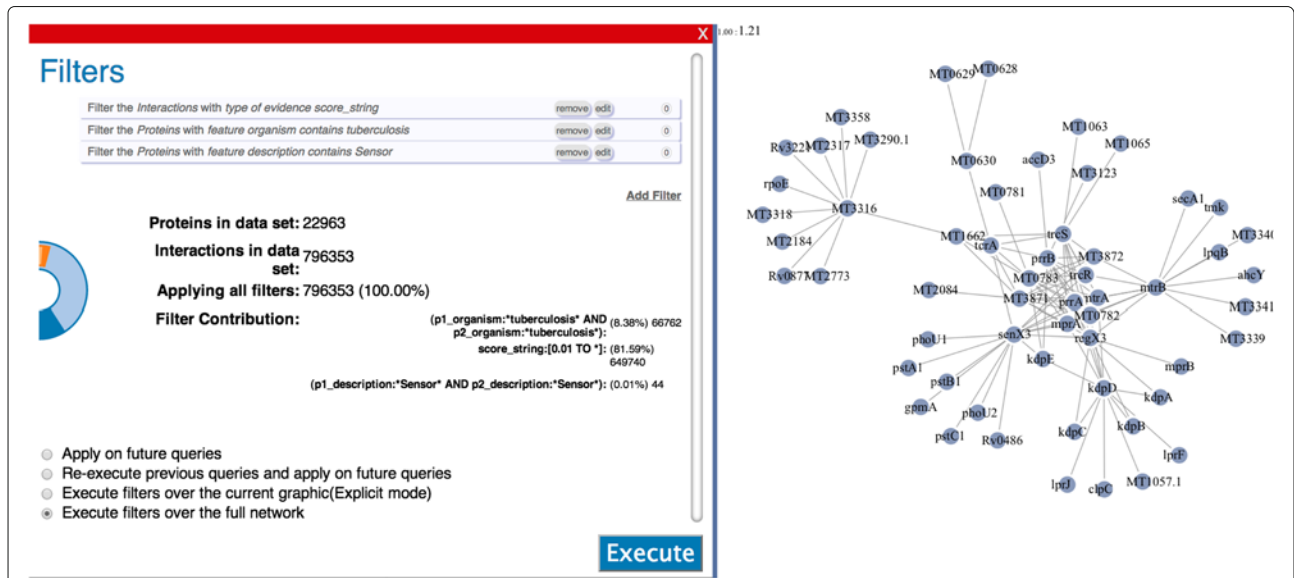 X
1.00 : 1.21
Filters
Filter the Interactions with type of evidence score_string
remove edit 0
Filter the Proteins with feature organism contains tuberculosis
remove edit 0
Filter the Proteins with feature description contains Sensor
remove edit 0
Add Filter
Proteins in data set: 22963
Interactions in data
set: 796353
Applying all filters: 796353 (100.00%)
Filter Contribution:
(p1_organism:*tuberculosis* AND (8.38%) 66762
p2_organism:*tuberculosis*):
score_string:[0.01 TO *]: (81.59%)
649740
(p1_description:*Sensor* AND p2_description:*Sensor*): (0.01%) 44
Apply on future queries
Re-execute previous queries and apply on future queries
Execute filters over the current graphic(Explicit mode)
Execute filters over the full network
Execute
MT0629 MT0628
MT3358
MT1063
Rv3221 MT2317 MT3290.1
MT1065
MT0630 accD3
MT3123
rpoE
MT0781
secA1
tmk
MT3318
MT3316
MT2184
MT1662
tcrA
trcS
MT3340
lpqB
prrB
MT3872
Rv0877 MT2773
MT0783
trcR
ahcY
mtrB
MT2084
MT3871
prrA
mtrA
MT3341
MT0782
mprA
MT3339
phoU1
senX3
regX3
kdpE
pstA1
mprB
pstB1
kdpD
kdpA
gpmA
phoU2
kdpB
pstC1
Rv0486
kdpC
lprF
lprJ
clpC
MT1057.1